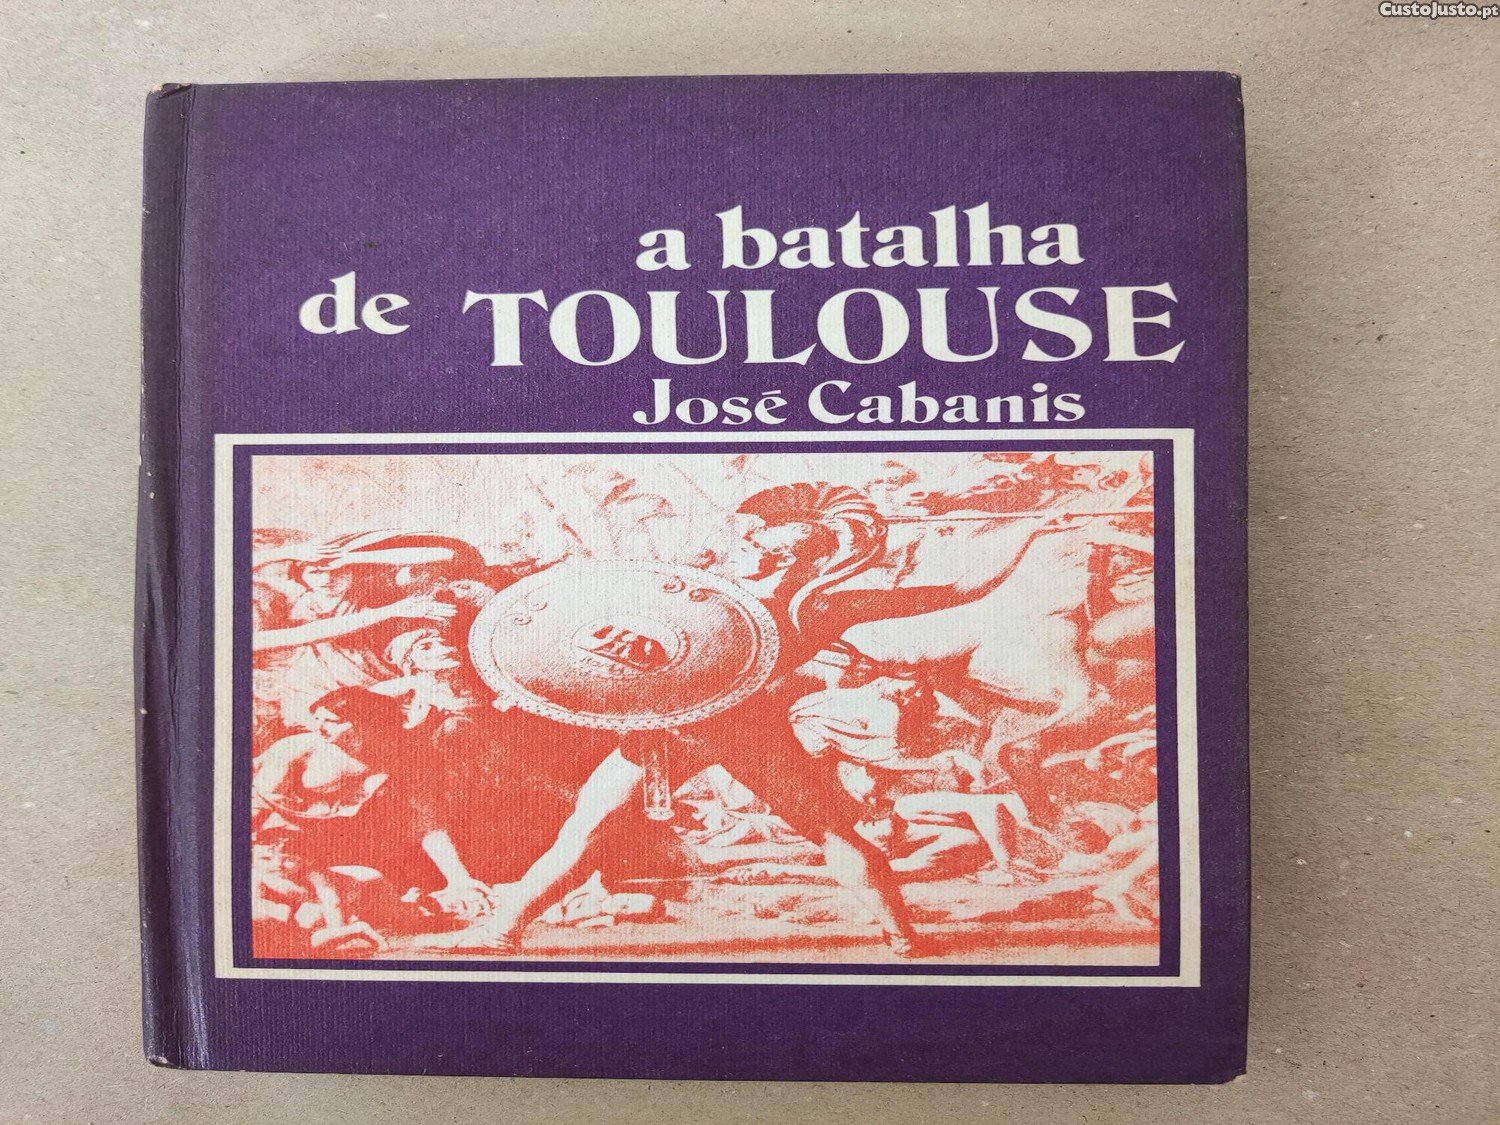 CustoJusto.pt
a batalha
de TOULOUSE
José Cabanis